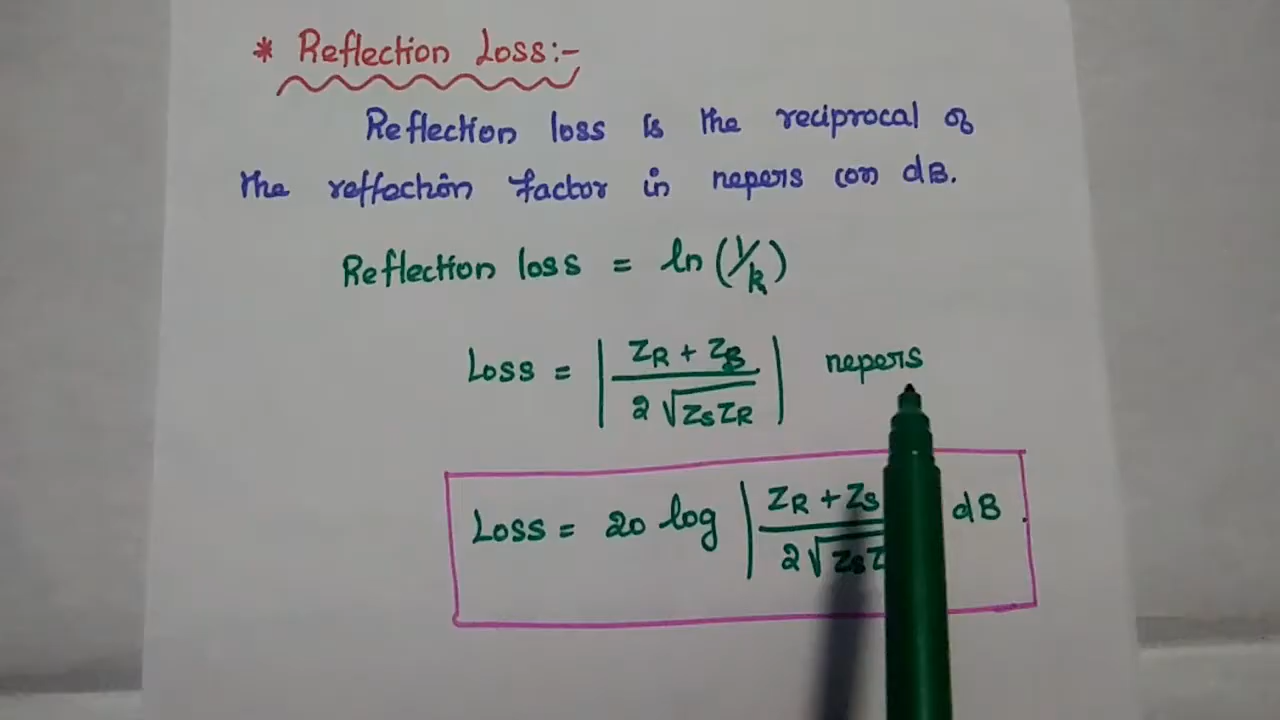 * Reflection Loss:-
Reflection loss is the reciprocal of
the reflection factor in nepers (or) dB.
Reflection loss = ln(1/k)
Loss = |ZR + ZS / 2√ZSZR| nepers
Loss = 20 log |ZR + ZS / 2√ZSZ dB.